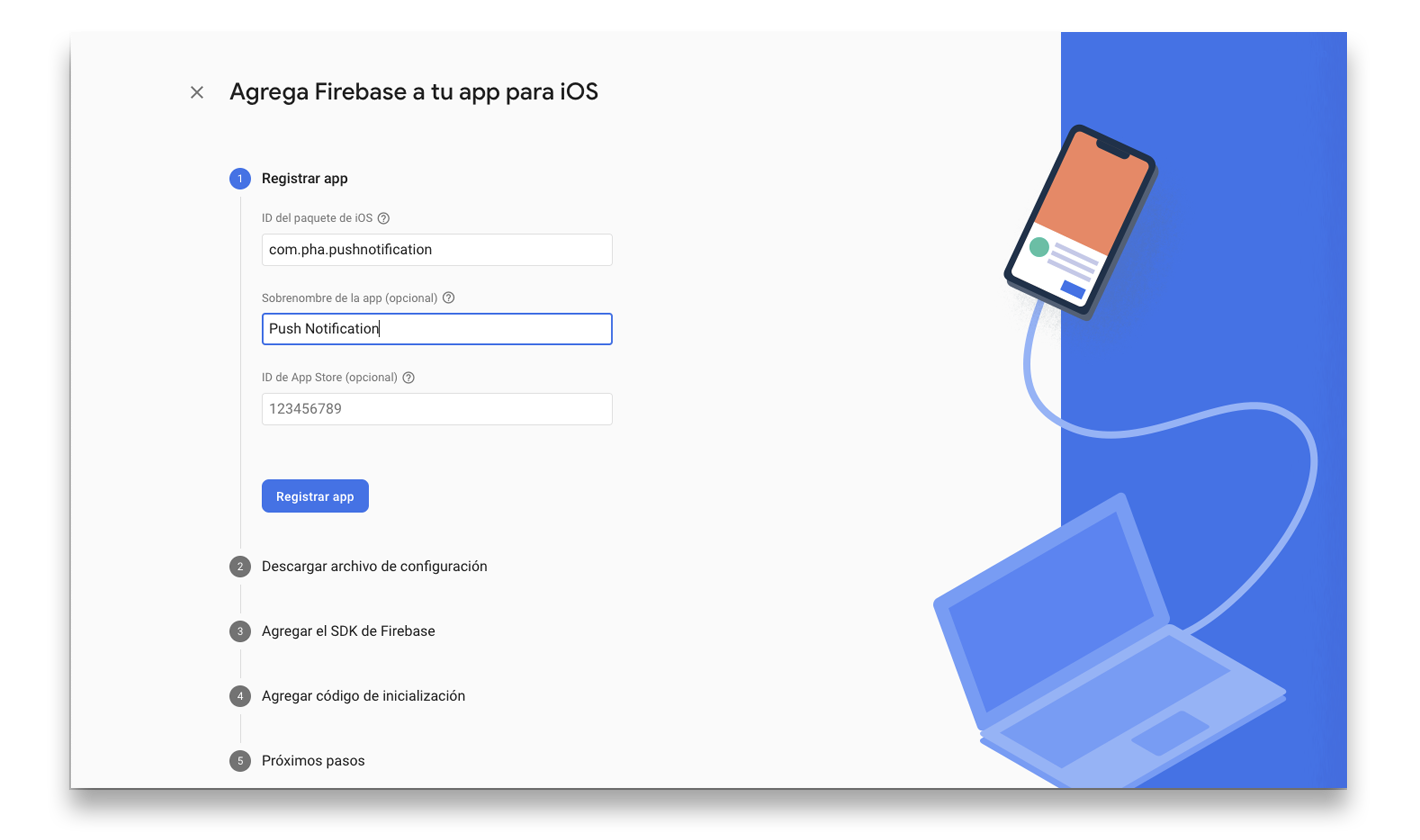 Agrega Firebase a tu app para iOS
1 Registrar app
ID del paquete de iOS ?
com.pha.pushnotification
Sobrenombre de la app (opcional) ?
Push Notification
ID de App Store (opcional) ?
123456789
Registrar app
2 Descargar archivo de configuración
3 Agregar el SDK de Firebase
4 Agregar código de inicialización
5 Próximos pasos